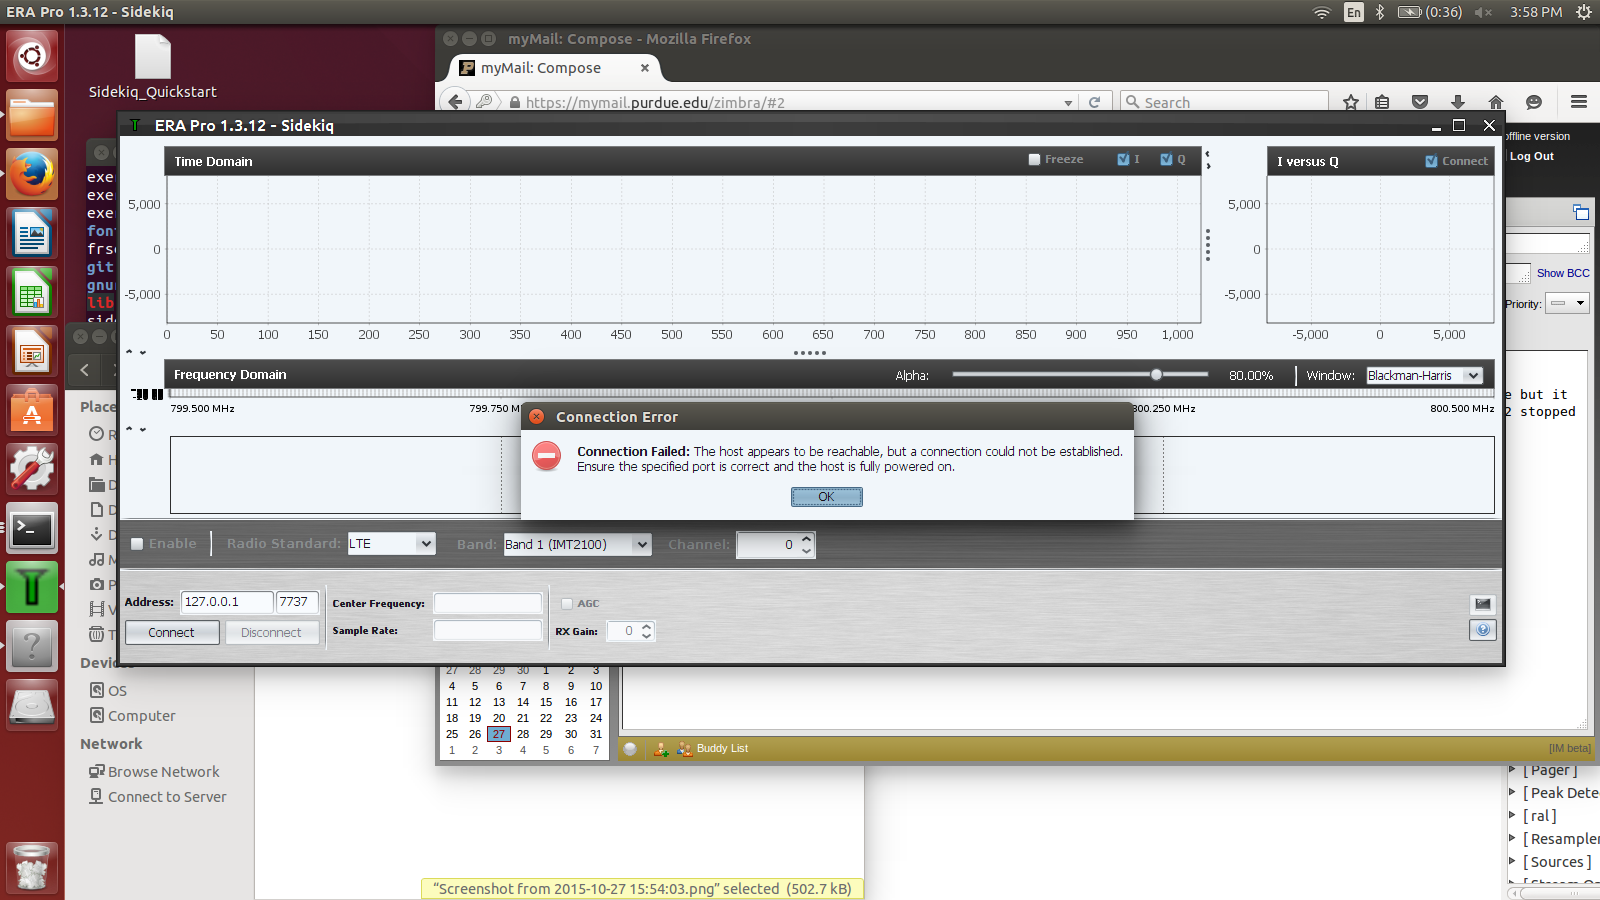 ERA Pro 1.3.12 - Sidekiq
En
(0:36)
3:58 PM
Sidekiq_Quickstart
myMail: Compose - Mozilla Firefox
myMail: Compose
https://mymail.purdue.edu/zimbra/#2
Search
ERA Pro 1.3.12 - Sidekiq
offline version
Log Out
Time Domain
Freeze
I
Q
I versus Q
Connect
exe
exe
exe
fon
frs
git
gnu
lib
5,000
0
-5,000
0 50 100 150 200 250 300 350 400 450 500 550 600 650 700 750 800 850 900 950 1,000
5,000
0
-5,000
-5,000 0 5,000
Show BCC
Priority:
Frequency Domain
Alpha:
80.00%
Window:
Blackman-Harris
799.500 MHz
799.750 M
800.250 MHz
800.500 MHz
e but it
2 stopped
Connection Error
Connection Failed: The host appears to be reachable, but a connection could not be established.
Ensure the specified port is correct and the host is fully powered on.
OK
Enable
Radio Standard:
LTE
Band:
Band 1 (IMT2100)
Channel:
0
Address:
127.0.0.1
7737
Connect
Disconnect
Center Frequency:
Sample Rate:
AGC
RX Gain:
0
Place
R
H
D
D
D
M
P
V
T
Devic
OS
Computer
Network
Browse Network
Connect to Server
27 28 29 30 1 2 3
4 5 6 7 8 9 10
11 12 13 14 15 16 17
18 19 20 21 22 23 24
25 26 27 28 29 30 31
1 2 3 4 5 6 7
Buddy List
[IM beta]
[ Pager ]
[ Peak Dete
[ ral ]
[ Resampler
[ Sources ]
"Screenshot from 2015-10-27 15:54:03.png" selected (502.7 kB)